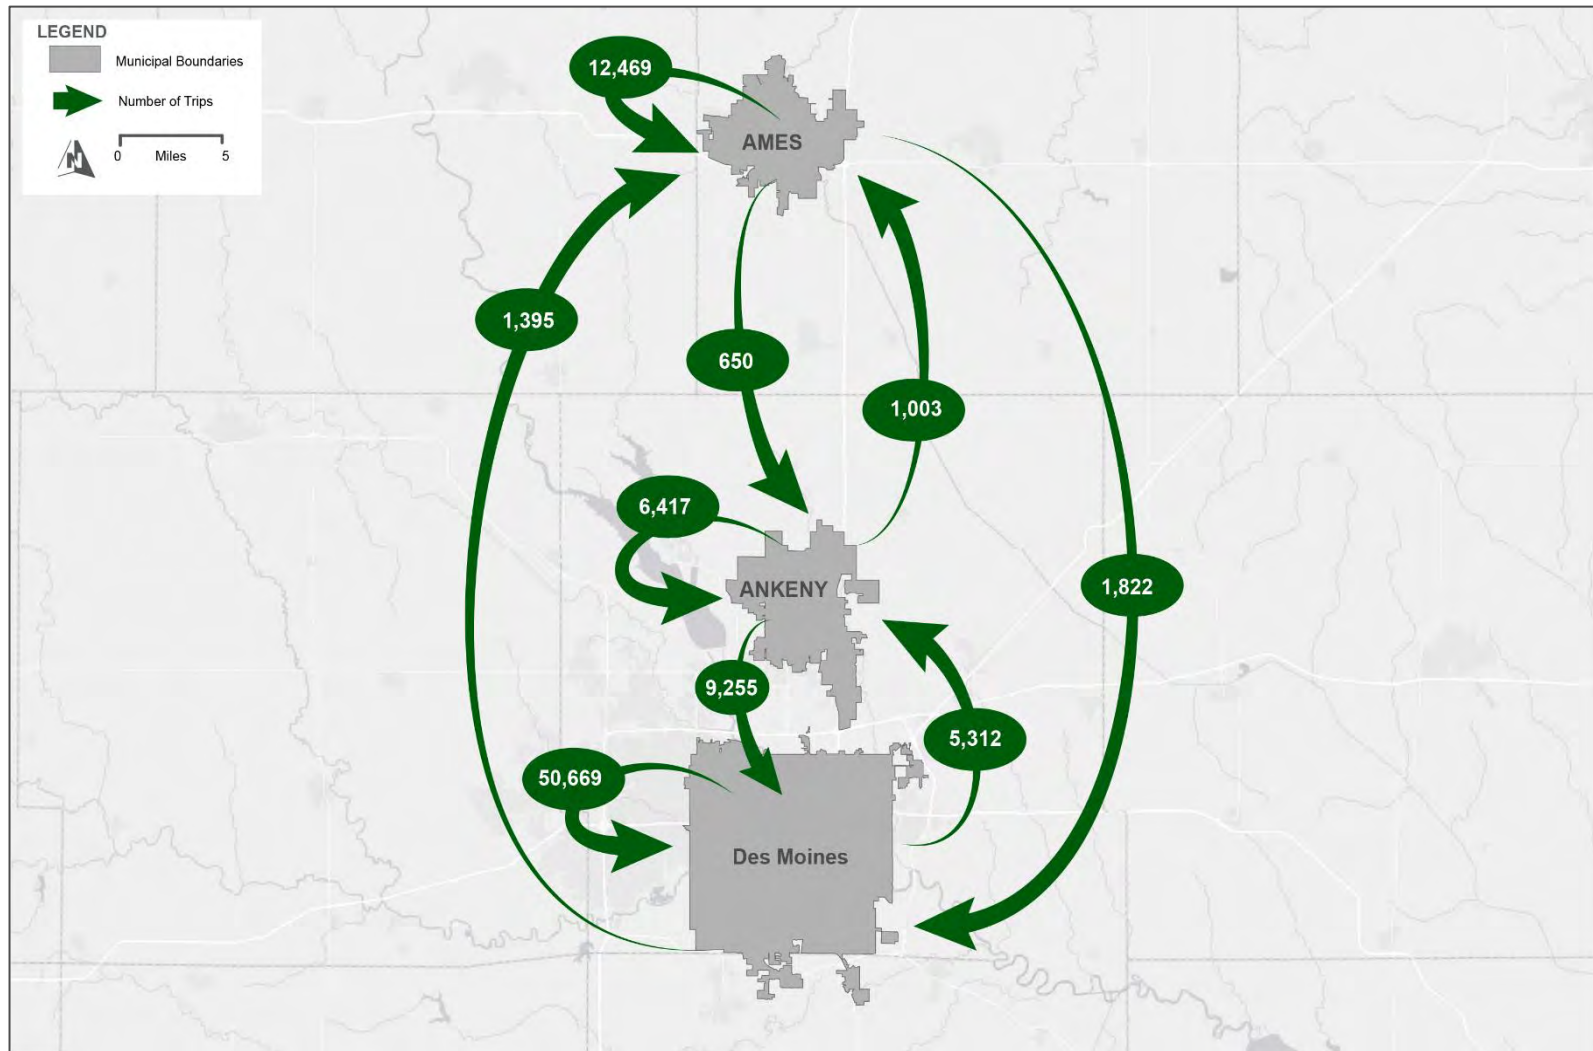 LEGEND
Municipal Boundaries
Number of Trips
N
0 Miles 5
12,469
AMES
1,395
650
1,003
6,417
ANKENY
1,822
9,255
5,312
50,669
Des Moines